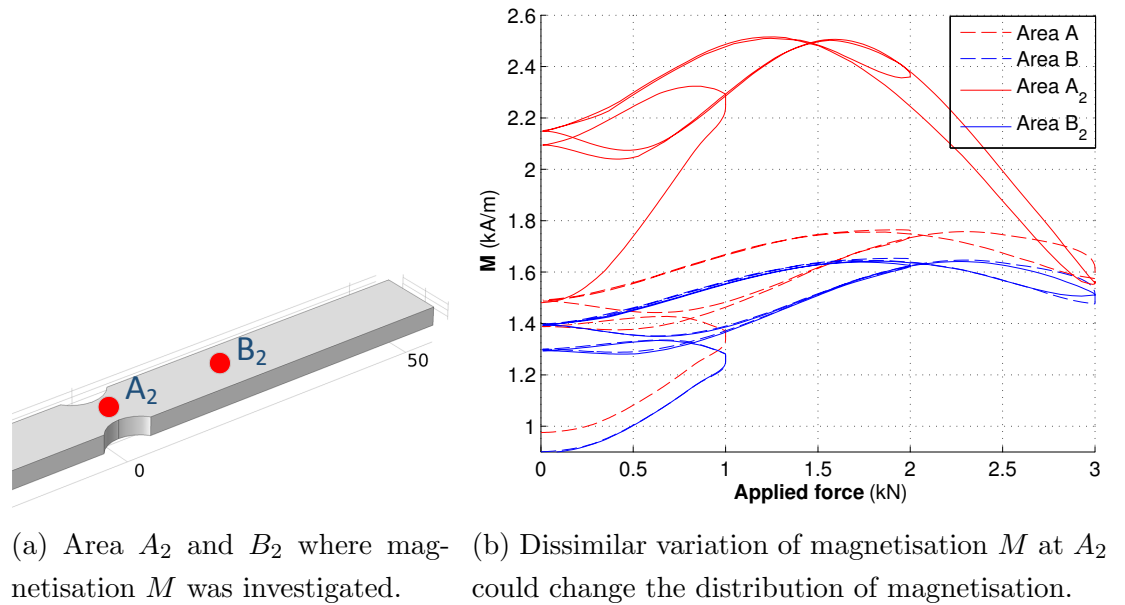 A₂
B₂
0
50
2.6
2.4
2.2
2
1.8
1.6
1.4
1.2
1
M (kA/m)
0
0.5
1
1.5
2
2.5
3
Applied force (kN)
Area A
Area B
Area A₂
Area B₂
(a) Area A₂ and B₂ where mag-
netisation M was investigated.
(b) Dissimilar variation of magnetisation M at A₂
could change the distribution of magnetisation.